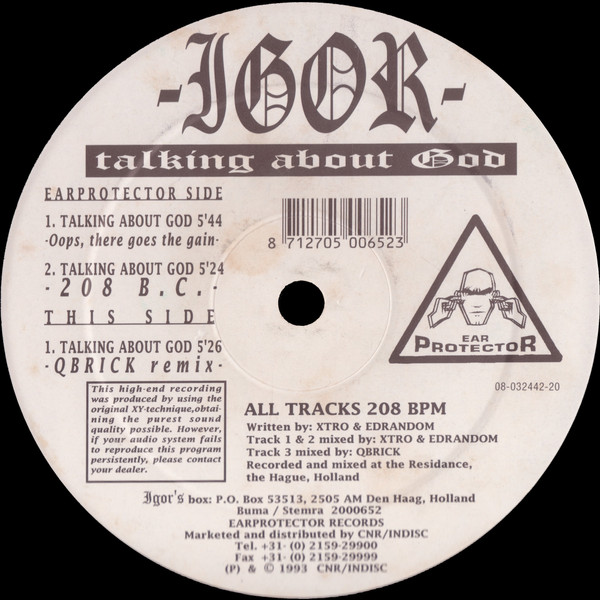 -IGOR-
talking about God
EARPROTECTOR SIDE
1. TALKING ABOUT GOD 5'44
-Oops, there goes the gain-
2. TALKING ABOUT GOD 5'24
- 208 B.C. -
THIS SIDE
1. TALKING ABOUT GOD 5'26
-QBRICK remix-
This high-end recording
was produced by using the
original XY-technique,obtai-
ning the purest sound
quality possible. However,
if your audio system fails
to reproduce this program
persistently, please contact
your dealer.
8 712705 006523
EAR
PROTECTOR
08-032442-20
ALL TRACKS 208 BPM
Written by: XTRO & EDRANDOM
Track 1 & 2 mixed by: XTRO & EDRANDOM
Track 3 mixed by: QBRICK
Recorded and mixed at the Residance,
the Hague, Holland
Igor's box: P.O. Box 53513, 2505 AM Den Haag, Holland
Buma / Stemra 2000652
EARPROTECTOR RECORDS
Marketed and distributed by CNR/INDISC
Tel. +31- (0) 2159-29900
Fax +31- (0) 2159-29999
(P) & © 1993 CNR/INDISC